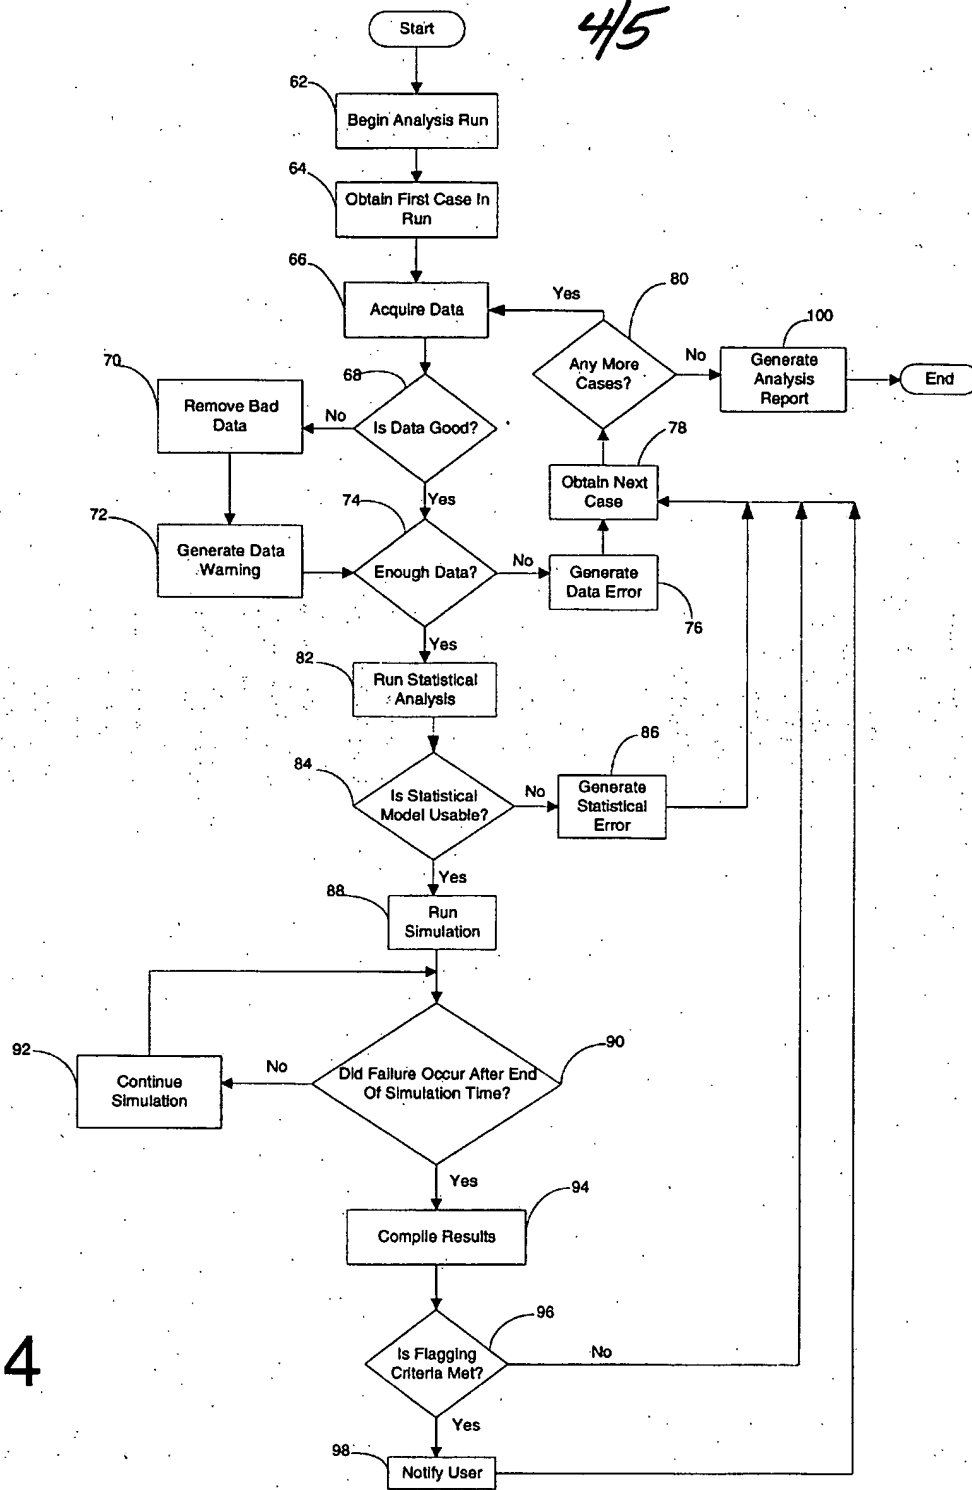 4/5
Start
62
Begin Analysis Run
64
Obtain First Case In
Run
66
Acquire Data
Yes
80
Any More
Cases?
No
100
Generate
Analysis
Report
End
70
Remove Bad
Data
No
68
Is Data Good?
Yes
78
Obtain Next
Case
72
Generate Data
Warning
74
Enough Data?
No
Generate
Data Error
76
Yes
82
Run Statistical
Analysis
84
Is Statistical
Model Usable?
No
86
Generate
Statistical
Error
Yes
88
Run
Simulation
90
Did Failure Occur After End
Of Simulation Time?
No
92
Continue
Simulation
Yes
94
Compile Results
96
Is Flagging
Criteria Met?
No
Yes
98
Notify User
4